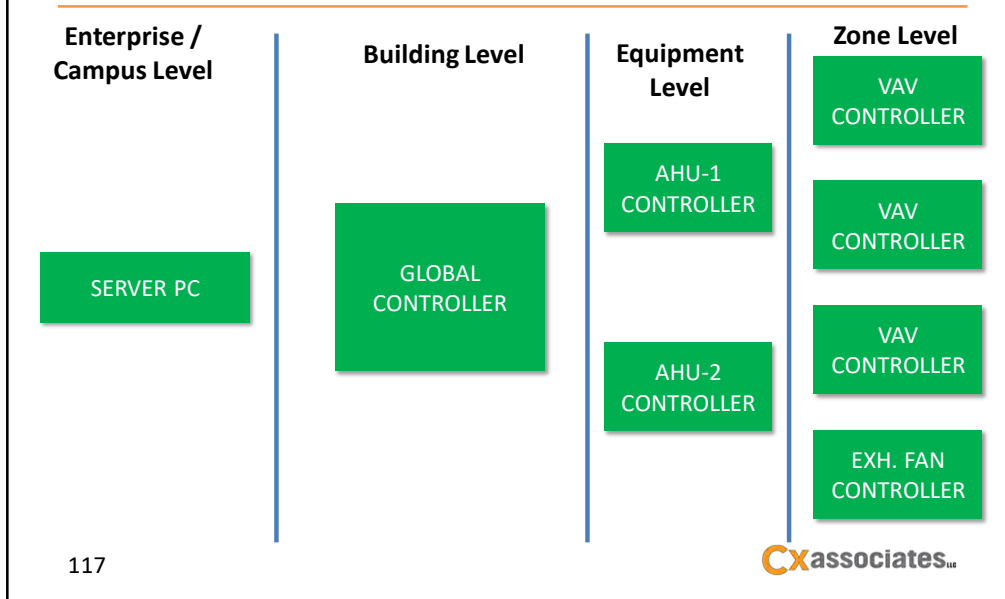 Enterprise /
Campus Level
SERVER PC
Building Level
GLOBAL
CONTROLLER
Equipment
Level
AHU-1
CONTROLLER
AHU-2
CONTROLLER
Zone Level
VAV
CONTROLLER
VAV
CONTROLLER
VAV
CONTROLLER
EXH. FAN
CONTROLLER
117
Cxassociates LLC